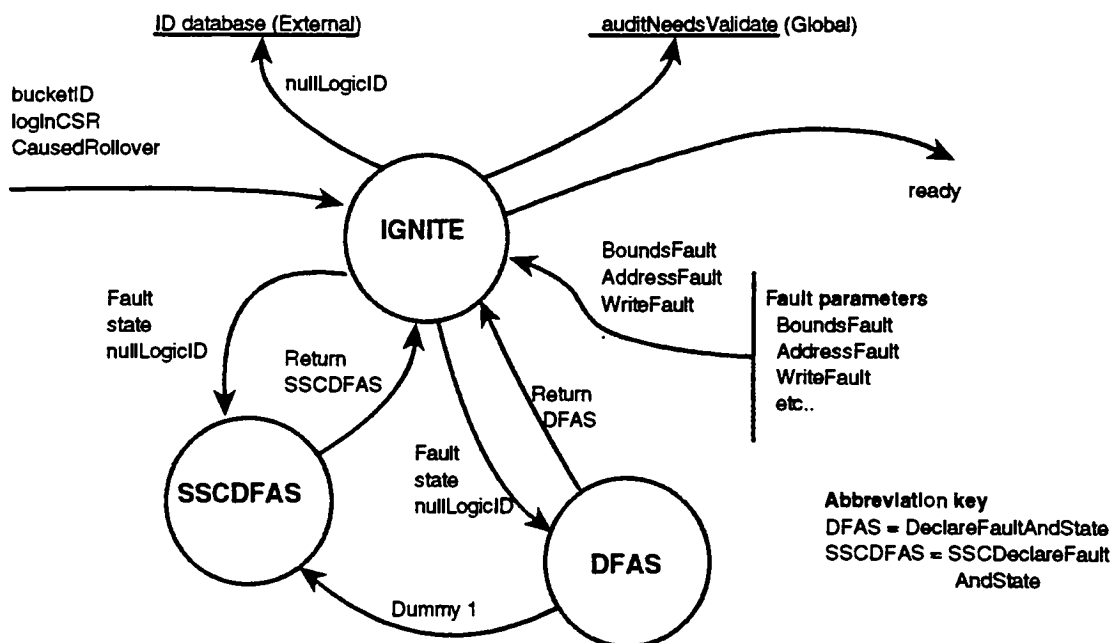 ID database (External)
auditNeedsValidate (Global)
nullLogicID
bucketID
logInCSR
CausedRollover
ready
IGNITE
BoundsFault
AddressFault
WriteFault
Fault parameters
BoundsFault
AddressFault
WriteFault
etc..
Fault
state
nullLogicID
Return
SSCDFAS
Return
DFAS
Fault
state
nullLogicID
SSCDFAS
DFAS
Dummy 1
Abbreviation key
DFAS = DeclareFaultAndState
SSCDFAS = SSCDeclareFault
AndState